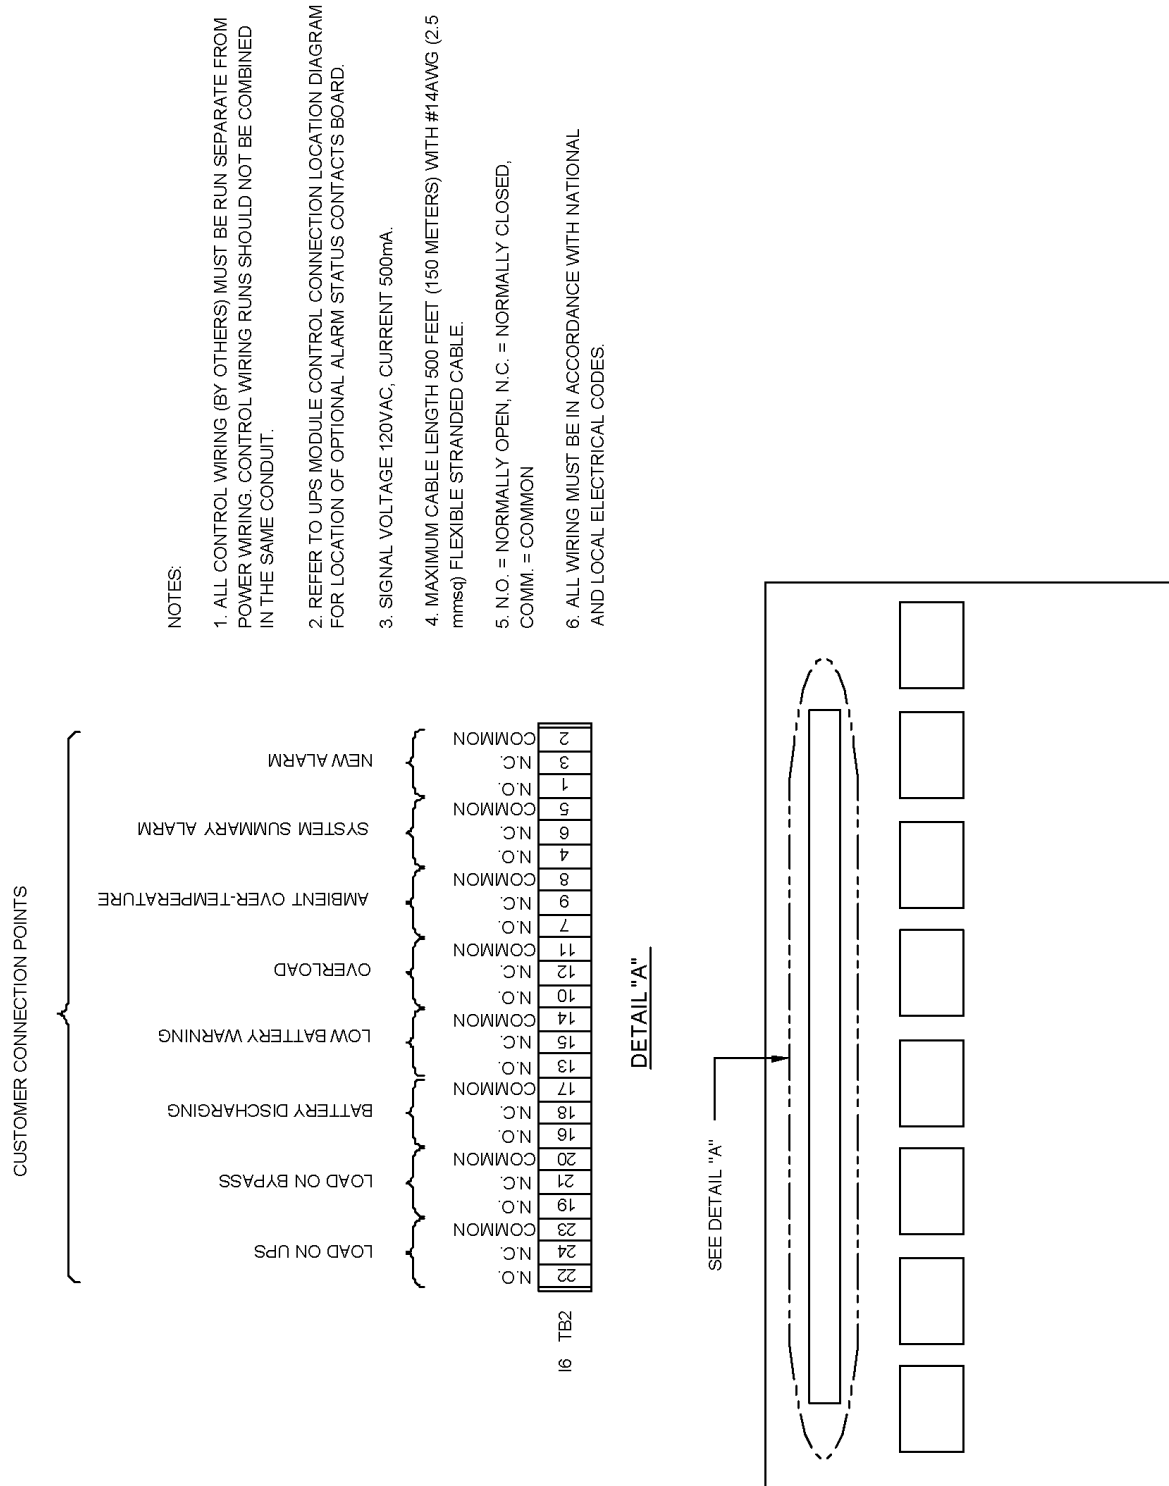 CUSTOMER CONNECTION POINTS
LOAD ON UPS
LOAD ON BYPASS
BATTERY DISCHARGING
LOW BATTERY WARNING
OVERLOAD
AMBIENT OVER-TEMPERATURE
SYSTEM SUMMARY ALARM
NEW ALARM
N.O. N.C. COMMON N.O. N.C. COMMON N.O. N.C. COMMON N.O. N.C. COMMON N.O. N.C. COMMON N.O. N.C. COMMON N.O. N.C. COMMON N.O. N.C. COMMON
I6 TB2 22 24 23 19 21 20 16 18 17 13 15 14 10 12 11 7 9 8 4 6 5 1 3 2
DETAIL "A"
SEE DETAIL "A"
NOTES:
1. ALL CONTROL WIRING (BY OTHERS) MUST BE RUN SEPARATE FROM
POWER WIRING. CONTROL WIRING RUNS SHOULD NOT BE COMBINED
IN THE SAME CONDUIT.
2. REFER TO UPS MODULE CONTROL CONNECTION LOCATION DIAGRAM
FOR LOCATION OF OPTIONAL ALARM STATUS CONTACTS BOARD.
3. SIGNAL VOLTAGE 120VAC, CURRENT 500mA.
4. MAXIMUM CABLE LENGTH 500 FEET (150 METERS) WITH #14AWG (2.5
mmsq) FLEXIBLE STRANDED CABLE.
5. N.O. = NORMALLY OPEN, N.C. = NORMALLY CLOSED,
COMM. = COMMON
6. ALL WIRING MUST BE IN ACCORDANCE WITH NATIONAL
AND LOCAL ELECTRICAL CODES.